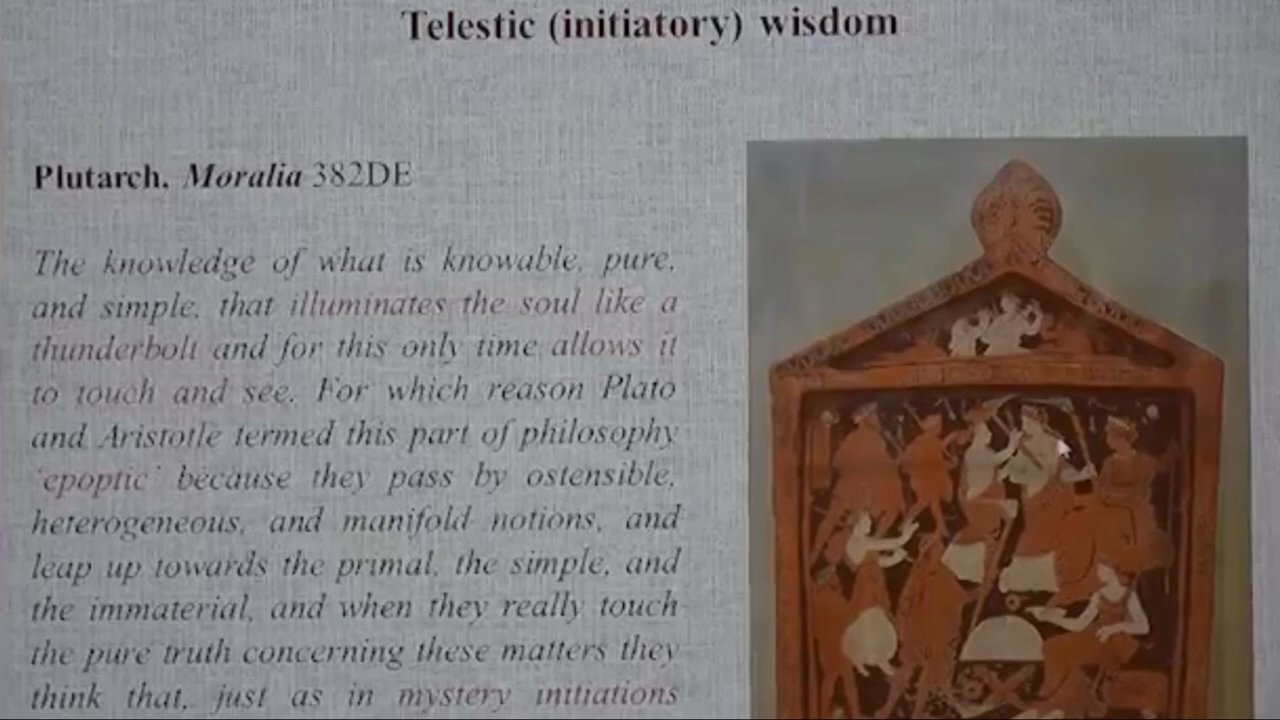 Telestic (initiatory) wisdom
Plutarch, Moralia 382DE
The knowledge of what is knowable, pure,
and simple, that illuminates the soul like a
thunderbolt and for this only time allows it
to touch and see. For which reason Plato
and Aristotle termed this part of philosophy
'epoptic' because they pass by ostensible,
heterogeneous, and manifold notions, and
leap up towards the primal, the simple, and
the immaterial, and when they really touch
the pure truth concerning these matters they
think that, just as in mystery initiations